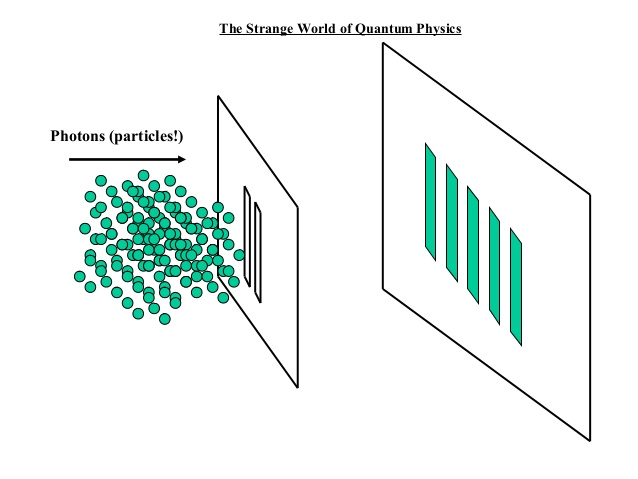 The Strange World of Quantum Physics
Photons (particles!)